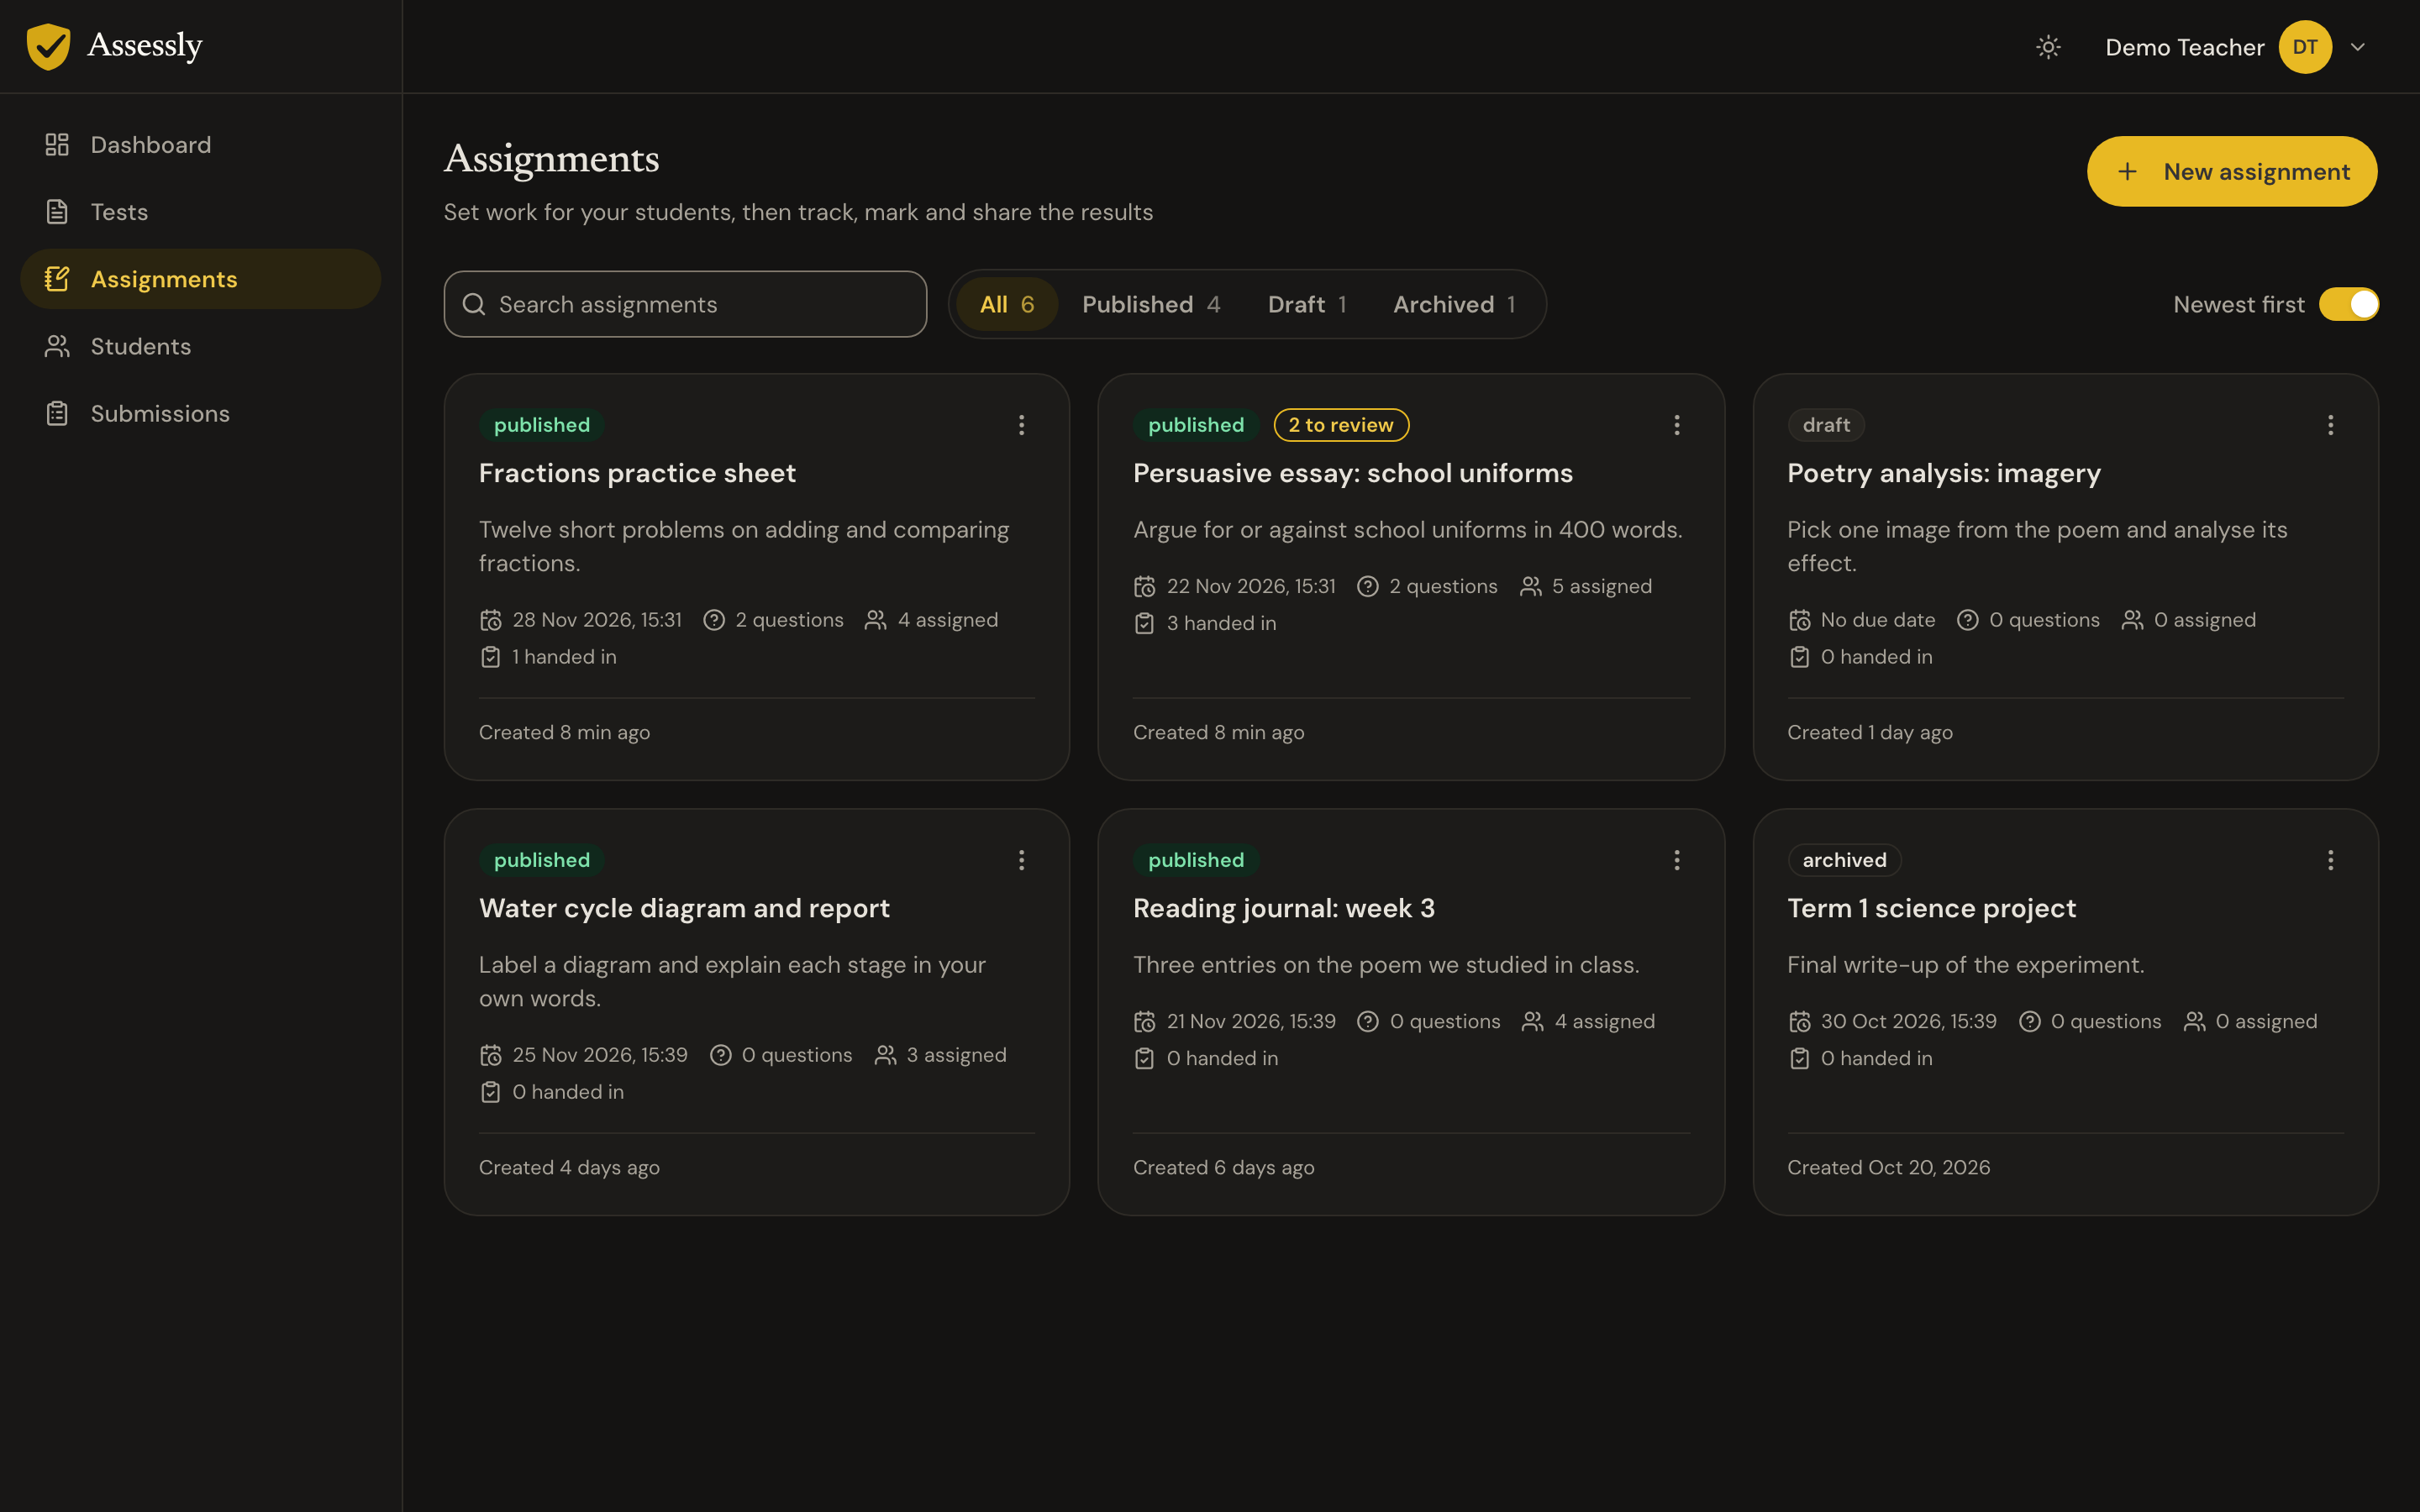 Assessly
Demo Teacher DT
Dashboard
Tests
Assignments
Students
Submissions
Assignments
Set work for your students, then track, mark and share the results
+ New assignment
Search assignments
All 6 Published 4 Draft 1 Archived 1
Newest first
published
Fractions practice sheet
Twelve short problems on adding and comparing
fractions.
28 Nov 2026, 15:31 2 questions 4 assigned
1 handed in
Created 8 min ago
published 2 to review
Persuasive essay: school uniforms
Argue for or against school uniforms in 400 words.
22 Nov 2026, 15:31 2 questions 5 assigned
3 handed in
Created 8 min ago
draft
Poetry analysis: imagery
Pick one image from the poem and analyse its
effect.
No due date 0 questions 0 assigned
0 handed in
Created 1 day ago
published
Water cycle diagram and report
Label a diagram and explain each stage in your
own words.
25 Nov 2026, 15:39 0 questions 3 assigned
0 handed in
Created 4 days ago
published
Reading journal: week 3
Three entries on the poem we studied in class.
21 Nov 2026, 15:39 0 questions 4 assigned
0 handed in
Created 6 days ago
archived
Term 1 science project
Final write-up of the experiment.
30 Oct 2026, 15:39 0 questions 0 assigned
0 handed in
Created Oct 20, 2026